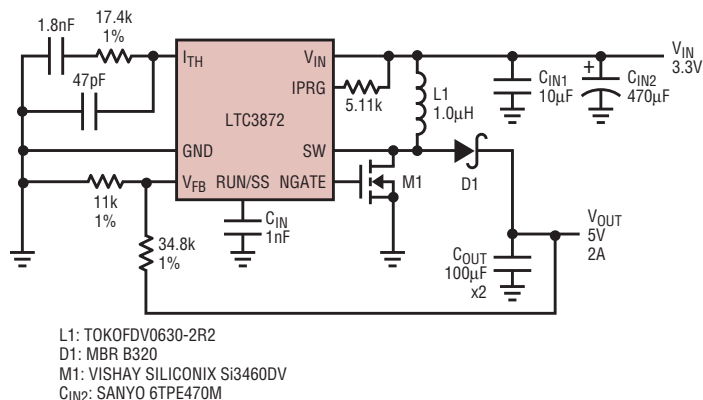 1.8nF
17.4k
1%
47pF
I_TH
V_IN
IPRG
LTC3872
GND
SW
V_FB
RUN/SS
NGATE
5.11k
L1
1.0µH
C_IN1
10µF
+
C_IN2
470µF
V_IN
3.3V
11k
1%
34.8k
1%
C_IN
1nF
M1
D1
V_OUT
5V
2A
C_OUT
100µF
x2
L1: TOKOFDV0630-2R2
D1: MBR B320
M1: VISHAY SILICONIX Si3460DV
C_IN2: SANYO 6TPE470M